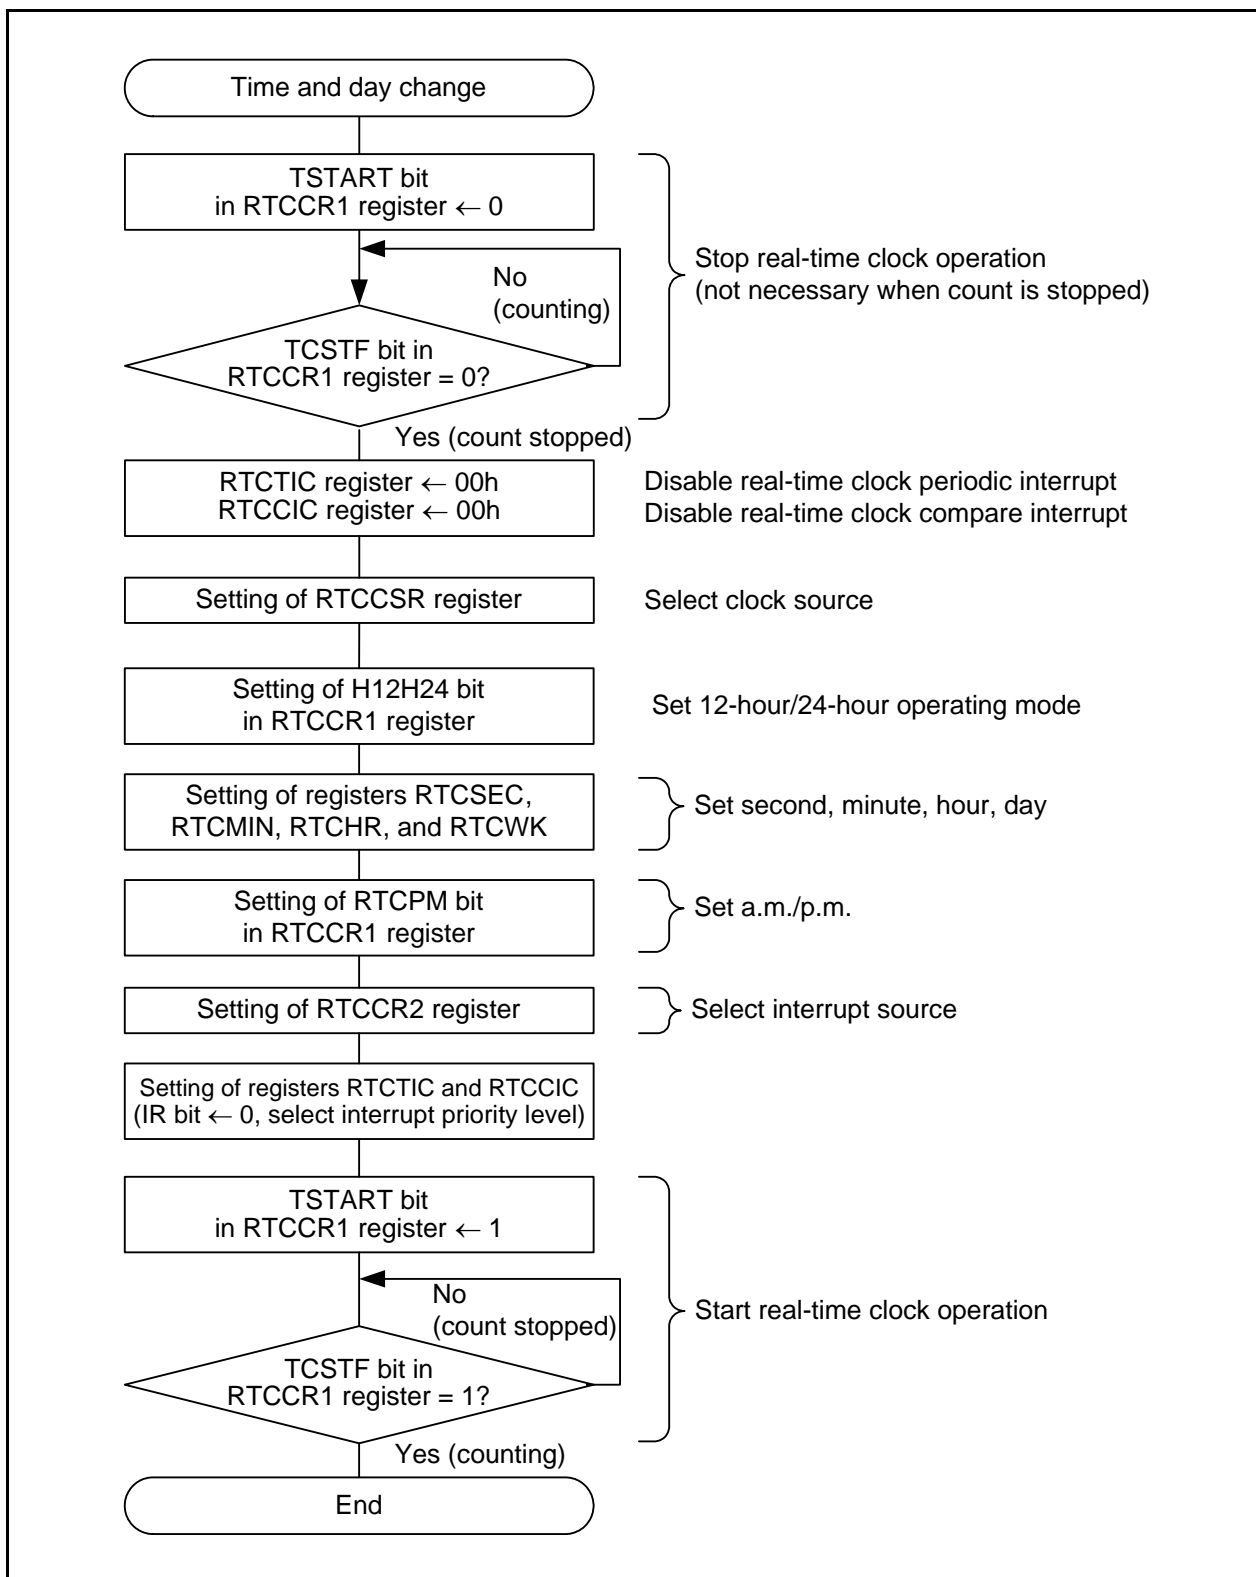 Time and day change
TSTART bit
in RTCCR1 register ← 0
Stop real-time clock operation
(not necessary when count is stopped)
No
(counting)
TCSTF bit in
RTCCR1 register = 0?
Yes (count stopped)
RTCTIC register ← 00h
RTCCIC register ← 00h
Disable real-time clock periodic interrupt
Disable real-time clock compare interrupt
Setting of RTCCSR register
Select clock source
Setting of H12H24 bit
in RTCCR1 register
Set 12-hour/24-hour operating mode
Setting of registers RTCSEC,
RTCMIN, RTCHR, and RTCWK
Set second, minute, hour, day
Setting of RTCPM bit
in RTCCR1 register
Set a.m./p.m.
Setting of RTCCR2 register
Select interrupt source
Setting of registers RTCTIC and RTCCIC
(IR bit ← 0, select interrupt priority level)
TSTART bit
in RTCCR1 register ← 1
No
(count stopped)
Start real-time clock operation
TCSTF bit in
RTCCR1 register = 1?
Yes (counting)
End